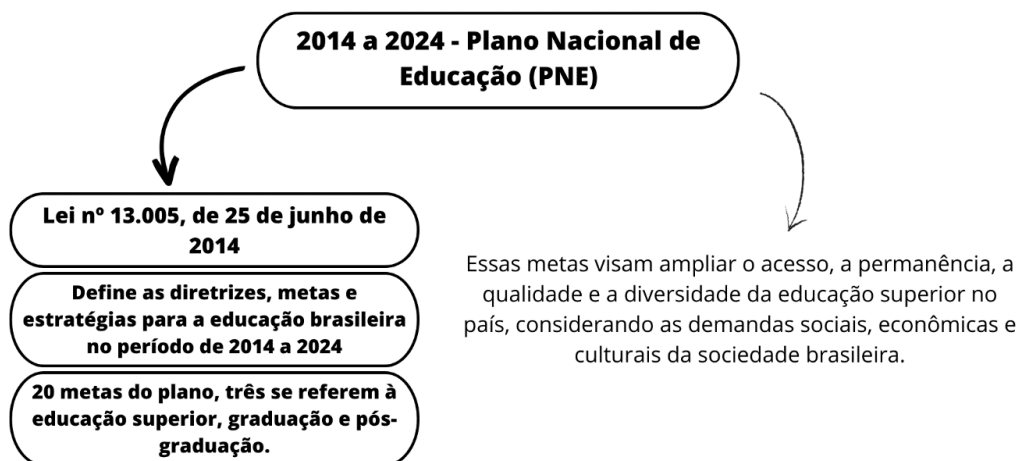 2014 a 2024 - Plano Nacional de
Educação (PNE)
Lei nº 13.005, de 25 de junho de
2014
Define as diretrizes, metas e
estratégias para a educação brasileira
no período de 2014 a 2024
20 metas do plano, três se referem à
educação superior, graduação e pós-
graduação.
Essas metas visam ampliar o acesso, a permanência, a
qualidade e a diversidade da educação superior no
país, considerando as demandas sociais, econômicas e
culturais da sociedade brasileira.